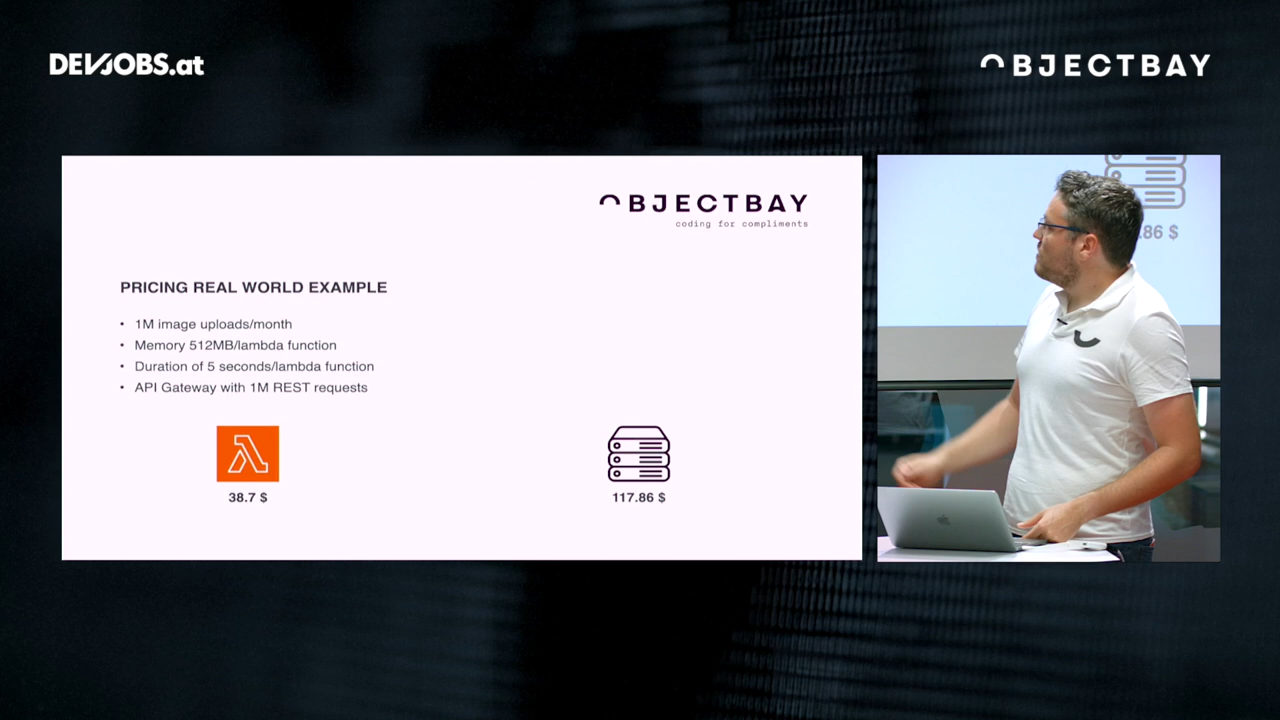 DEVJOBS.at
OBJECTBAY
OBJECTBAY
coding for compliments
PRICING REAL WORLD EXAMPLE
• 1M image uploads/month
• Memory 512MB/lambda function
• Duration of 5 seconds/lambda function
• API Gateway with 1M REST requests
38.7 $
117.86 $
.86 $